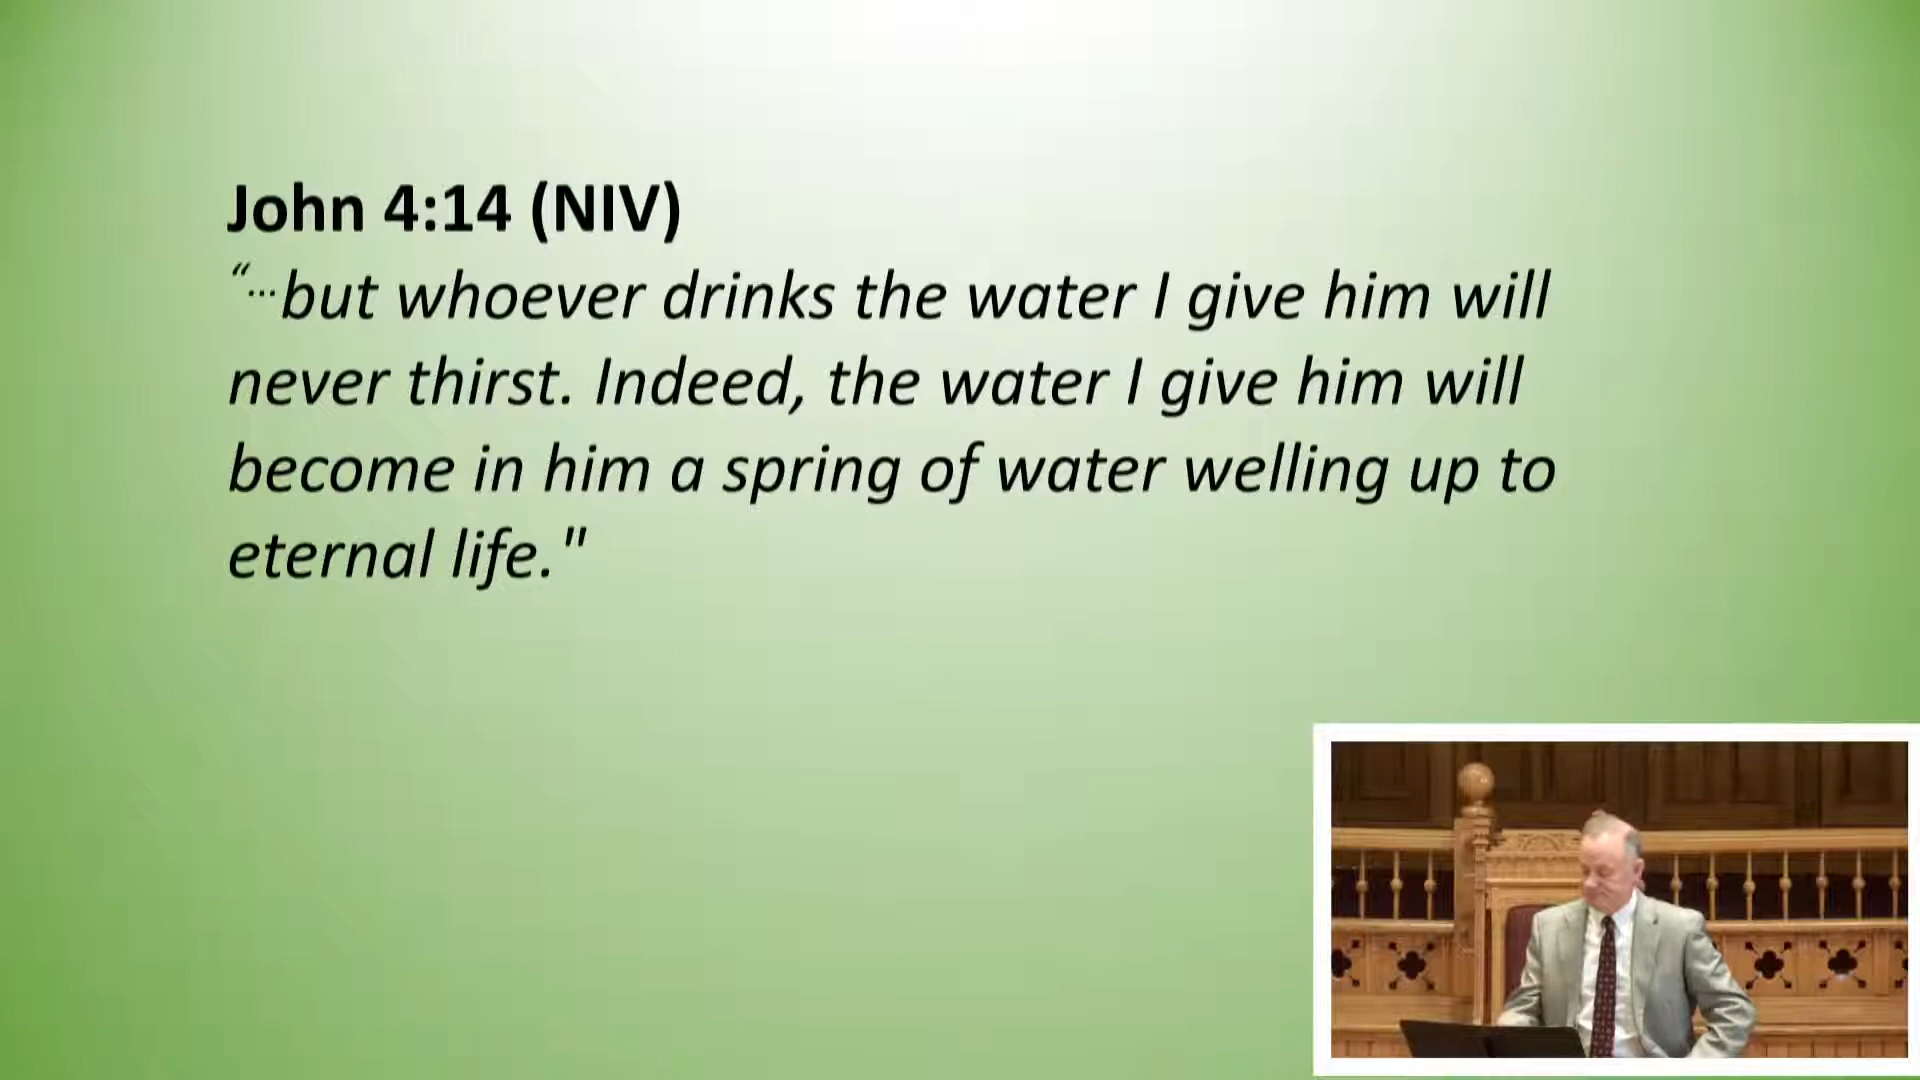 John 4:14 (NIV)
“…but whoever drinks the water I give him will
never thirst. Indeed, the water I give him will
become in him a spring of water welling up to
eternal life."